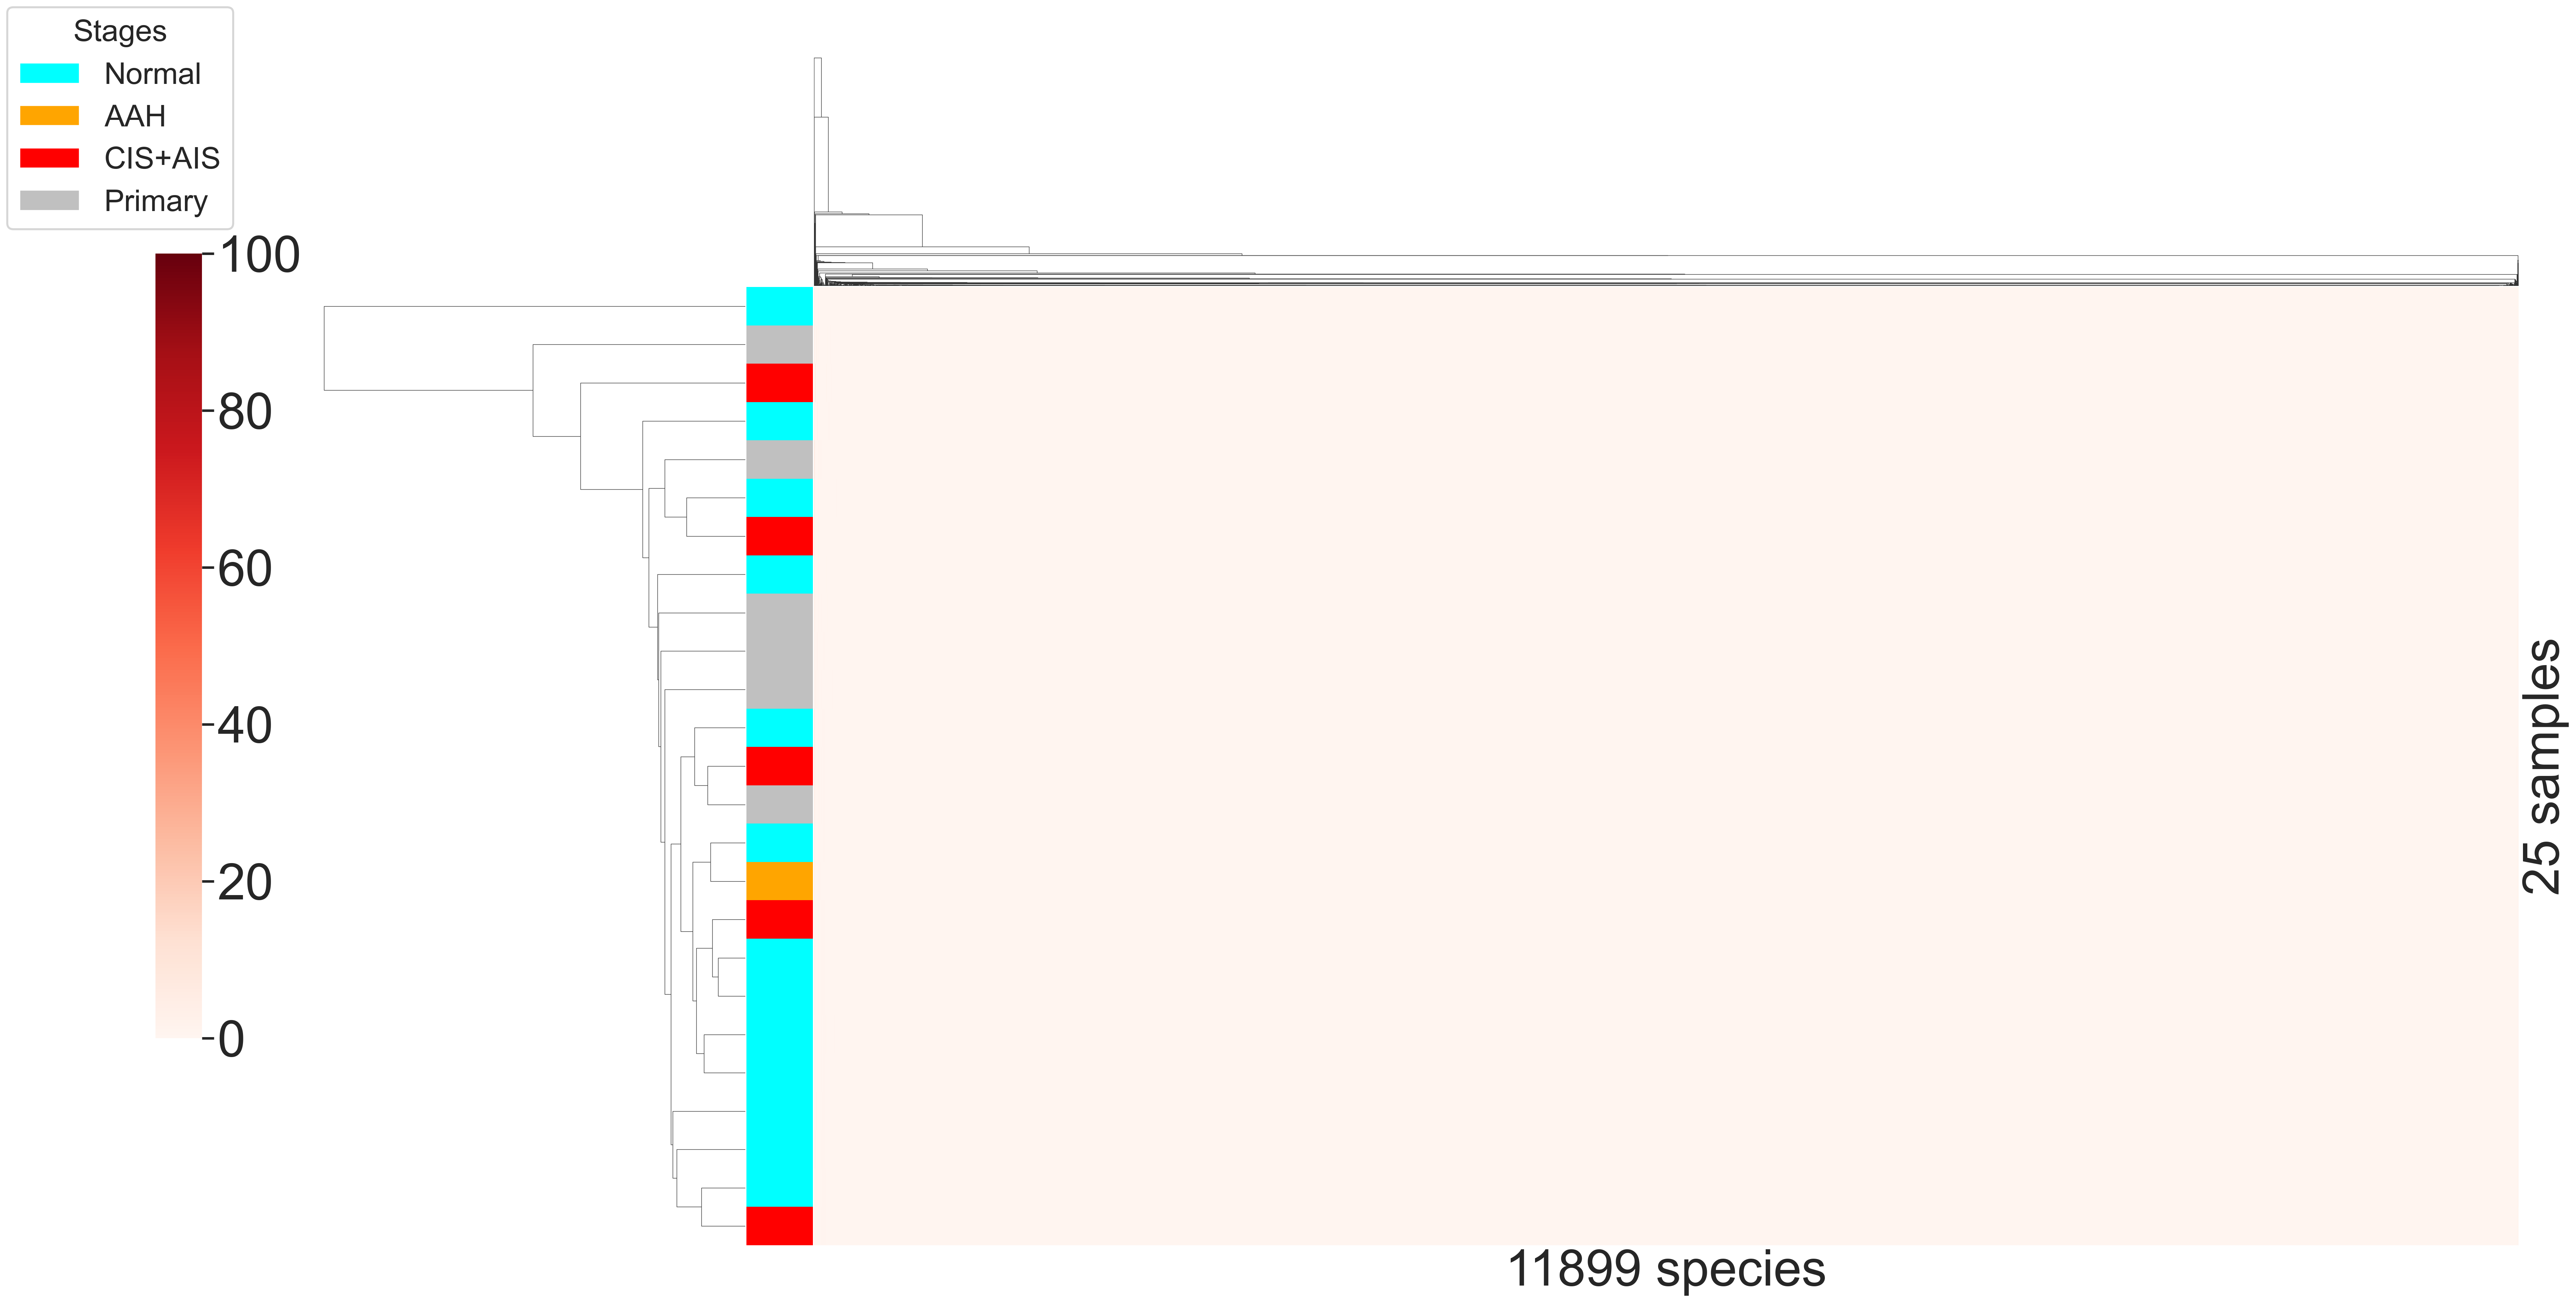 Stages
Normal
AAH
CIS+AIS
Primary
100
80
60
40
20
0
25 samples
11899 species